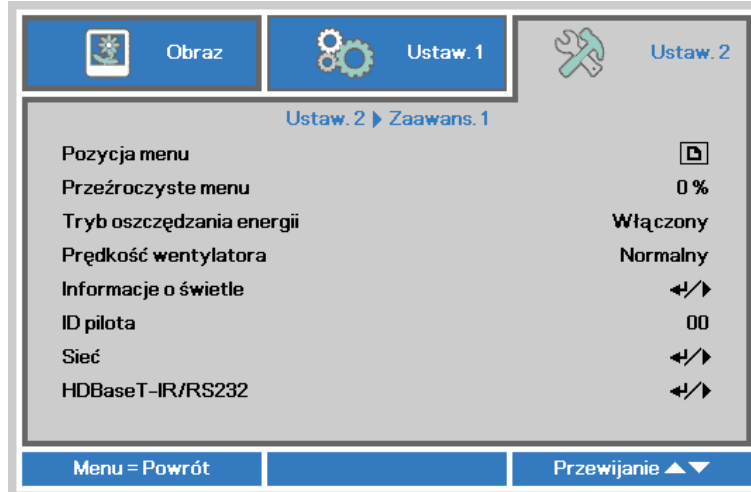 Obraz Ustaw. 1 Ustaw. 2
Ustaw. 2 Zaawans. 1
Pozycja menu
Przeźroczyste menu 0 %
Tryb oszczędzania energii Włączony
Prędkość wentylatora Normalny
Informacje o świetle
ID pilota 00
Sieć
HDBaseT-IR/RS232
Menu = Powrót Przewijanie